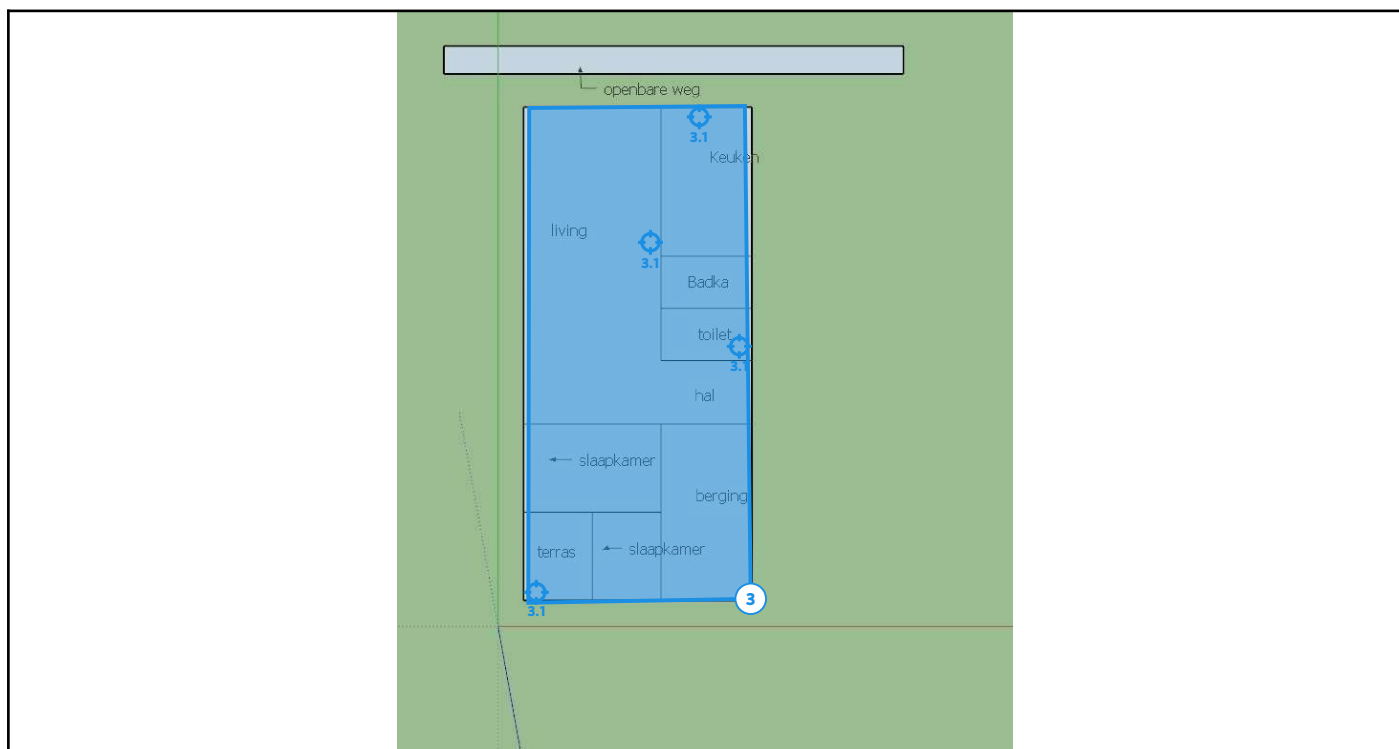 openbare weg
3.1
Keuken
living
3.1
Badka
toilet
3.1
hal
slaapkamer
berging
terras
slaapkamer
3.1
3